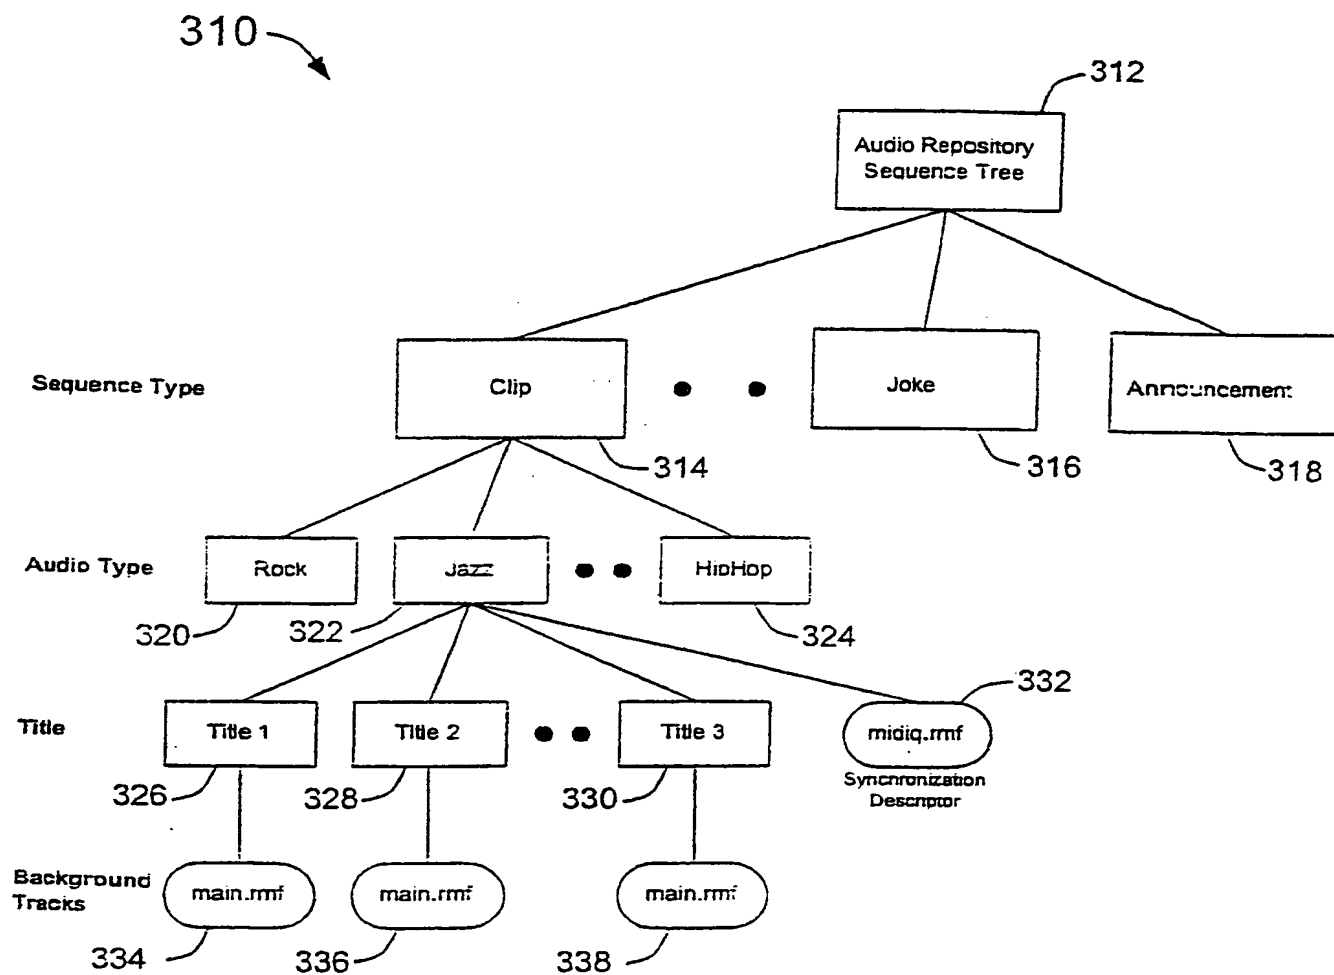 310
312
Audio Repository
Sequence Tree
Sequence Type
Clip
Joke
Announcement
314
316
318
Audio Type
Rock
Jazz
HipHop
320
322
324
332
Title
Title 1
Title 2
Title 3
midiq.rmf
Synchronization
Descriptor
326
328
330
Background
Tracks
main.rmf
main.rmf
main.rmf
334
336
338